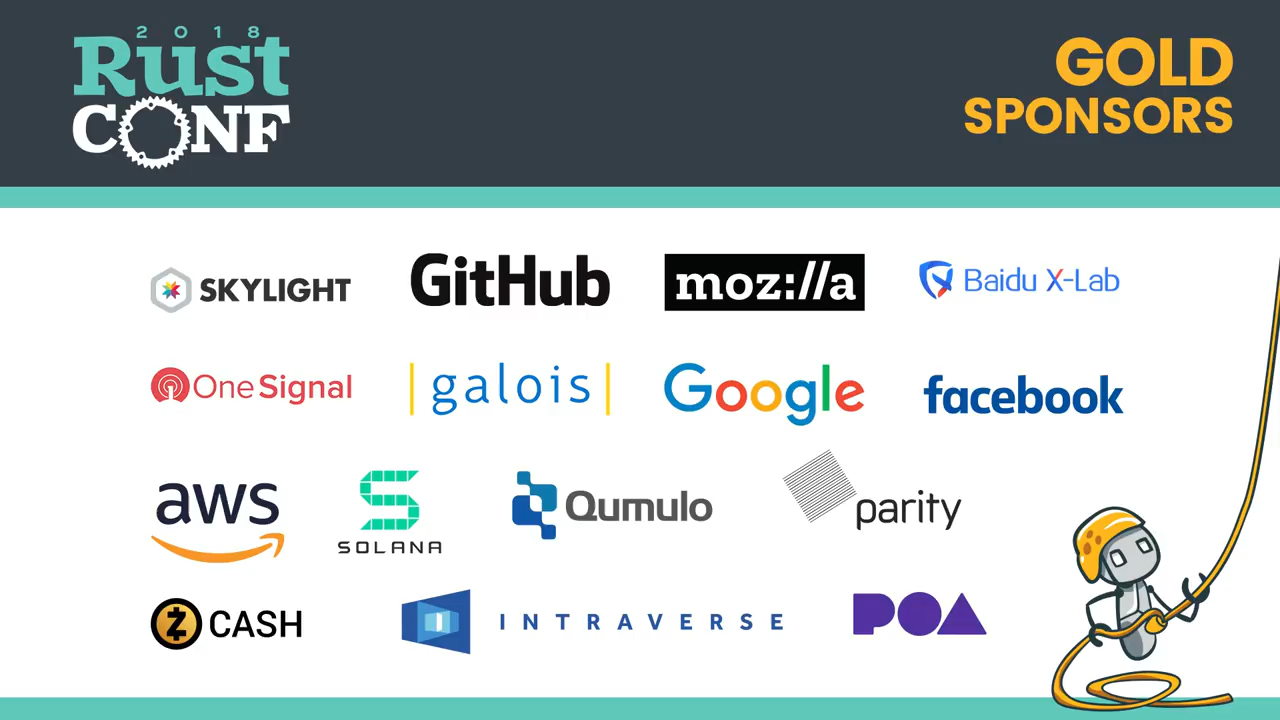 2018
Rust
CONF
GOLD
SPONSORS
SKYLIGHT
GitHub
moz://a
Baidu X-Lab
OneSignal
|galois|
Google
facebook
aws
SOLANA
Qumulo
parity
CASH
INTRAVERSE
POA